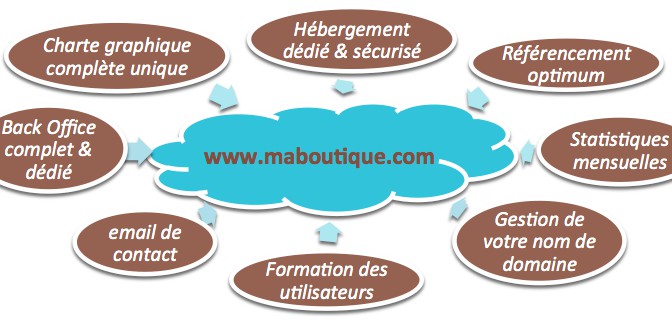 Charte graphique
complète unique
Hébergement
dédié & sécurisé
Référencement
optimum
Back Office
complet &
dédié
www.maboutique.com
Statistiques
mensuelles
email de
contact
Formation des
utilisateurs
Gestion de
votre nom de
domaine